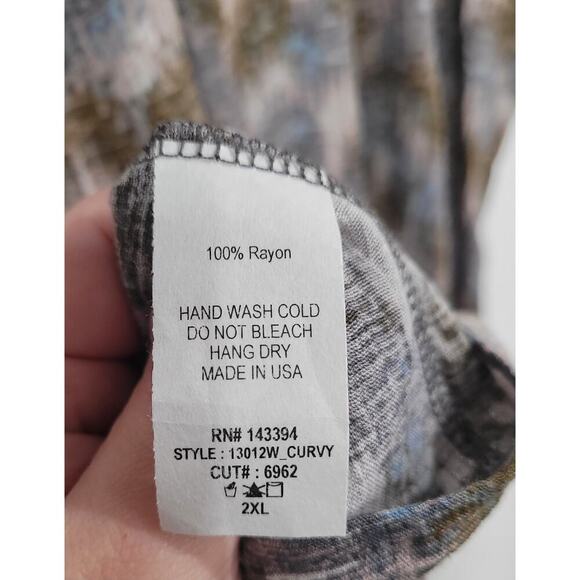 100% Rayon
HAND WASH COLD
DO NOT BLEACH
HANG DRY
MADE IN USA
RN# 143394
STYLE : 13012W_CURVY
CUT# : 6962
2XL